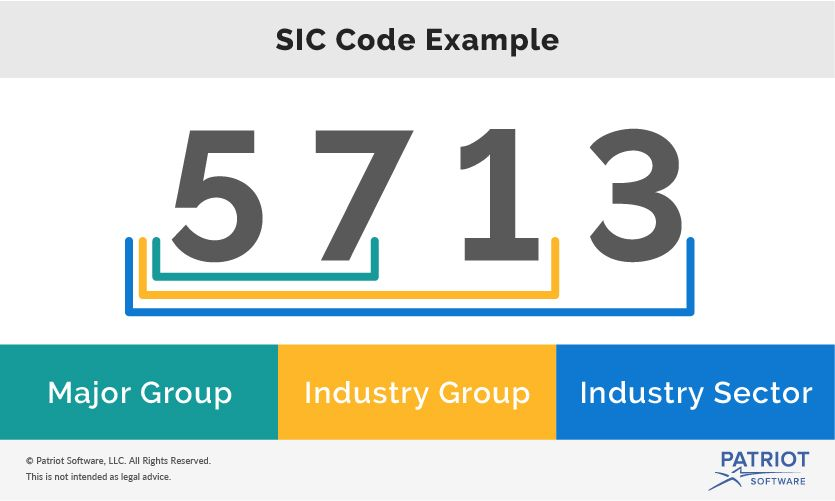 SIC Code Example
5713
Major Group
Industry Group
Industry Sector
© Patriot Software, LLC. All Rights Reserved.
This is not intended as legal advice.
PATRIOT
SOFTWARE